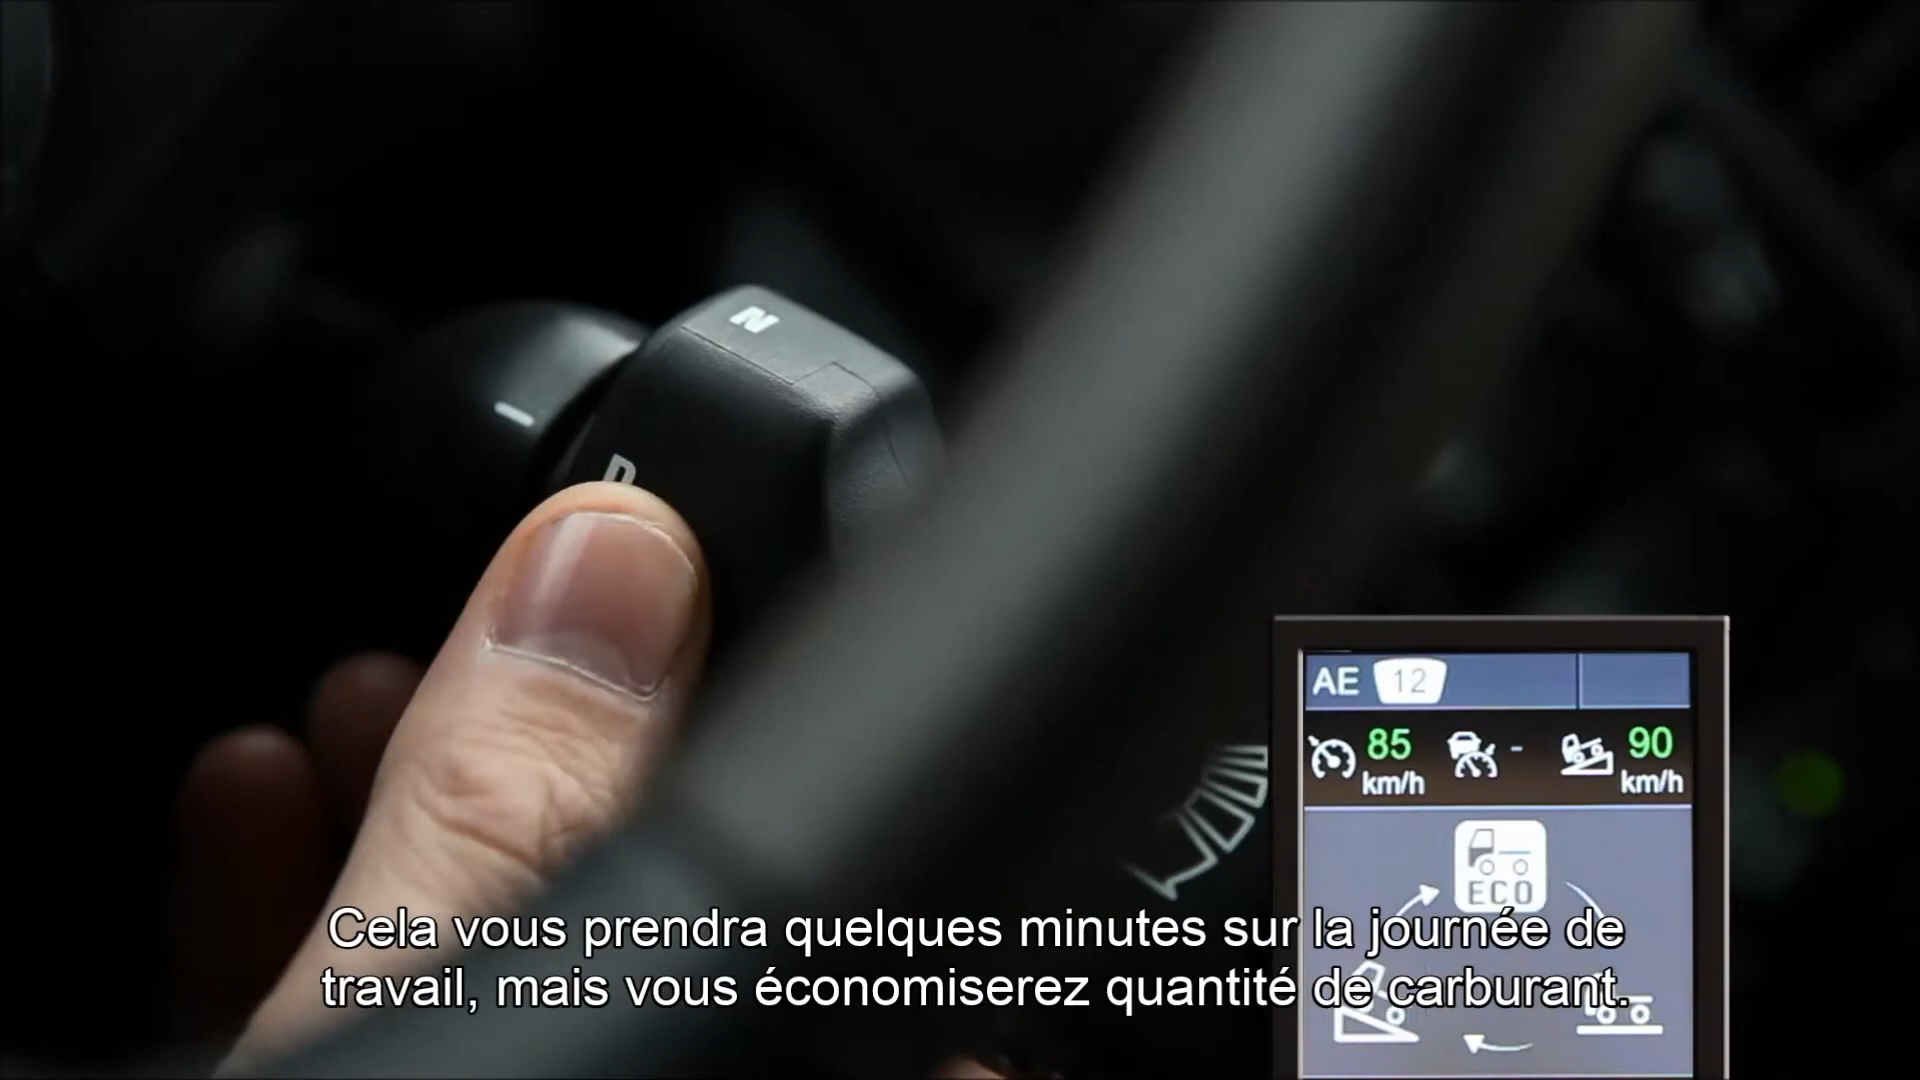 N
D
AE 12
85 - 90
km/h km/h
ECO
Cela vous prendra quelques minutes sur la journée de
travail, mais vous économiserez quantité de carburant.